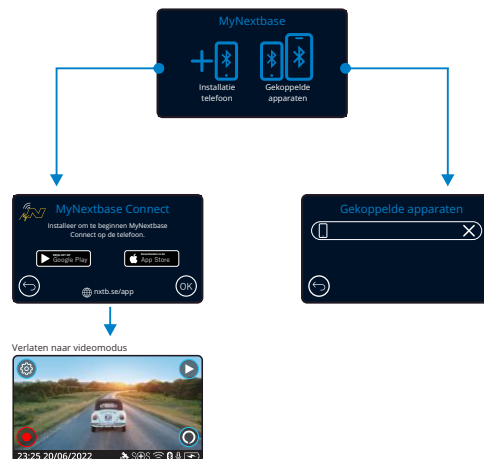 MyNextbase
Installatie
telefoon
Gekoppelde
apparaten
MyNextbase Connect
Installeer om te beginnen MyNextbase
Connect op de telefoon.
Google Play
App Store
OK
nxtb.se/app
Gekoppelde apparaten
Verlaten naar videomodus
23:25 20/06/2022